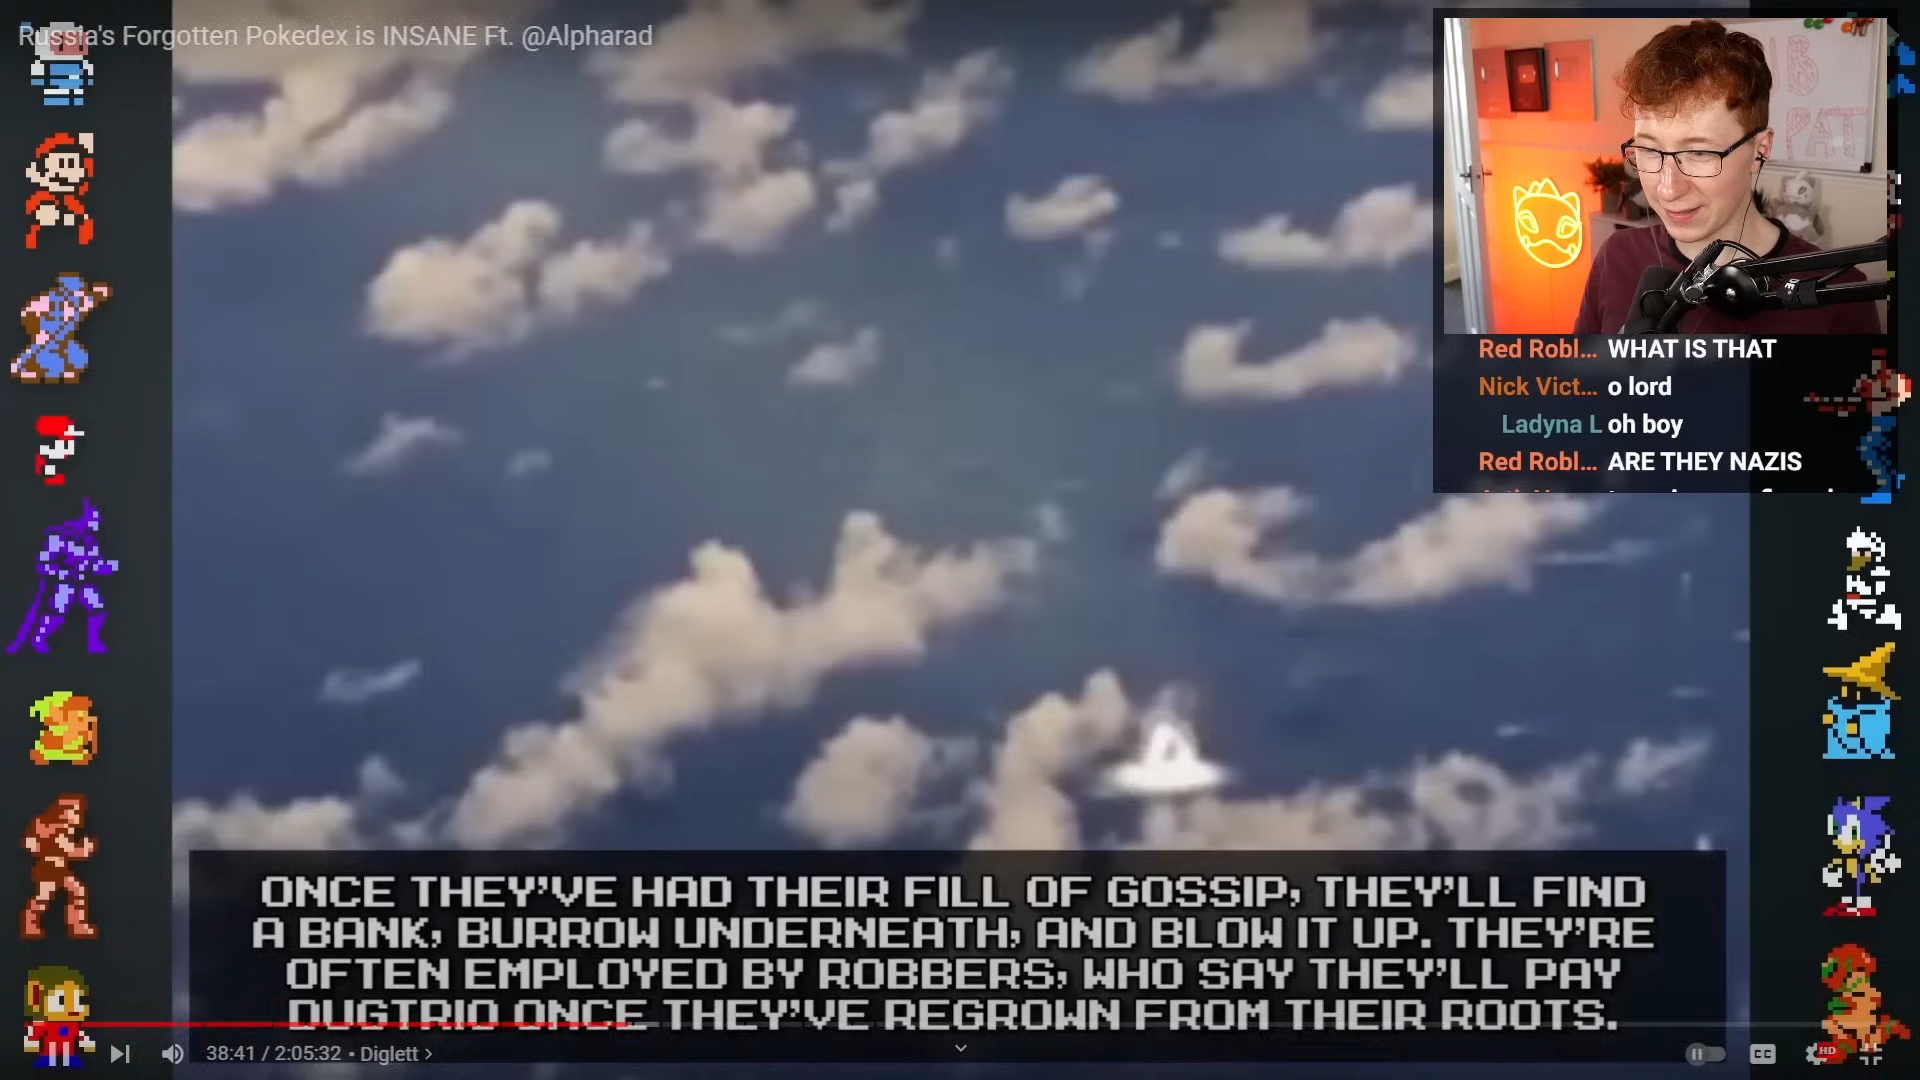 Russia's Forgotten Pokedex is INSANE Ft. @Alpharad
Red Robl... WHAT IS THAT
Nick Vict... o lord
Ladyna L oh boy
Red Robl... ARE THEY NAZIS
ONCE THEY'VE HAD THEIR FILL OF GOSSIP, THEY'LL FIND
A BANK, BURROW UNDERNEATH, AND BLOW IT UP. THEY'RE
OFTEN EMPLOYED BY ROBBERS, WHO SAY THEY'LL PAY
DUGTRIO ONCE THEY'VE REGROWN FROM THEIR ROOTS.
38:41 / 2:05:32 • Diglett >
CC
HD